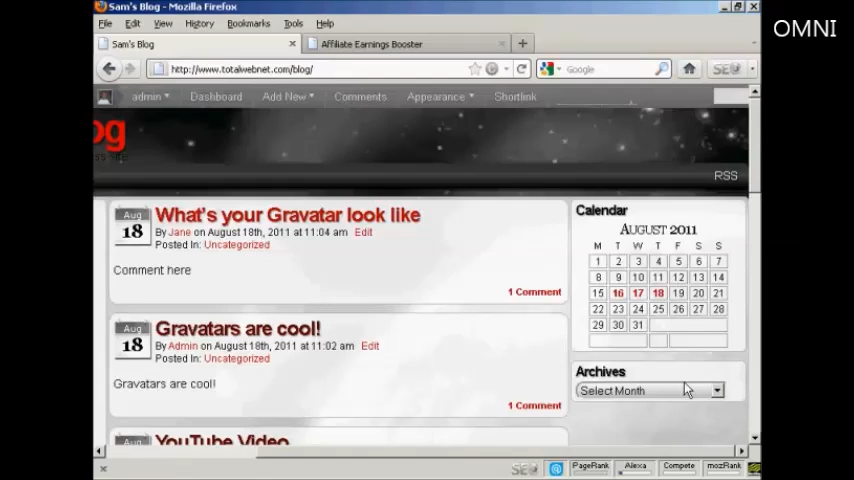 Sam's Blog - Mozilla Firefox
OMNI
File Edit View History Bookmarks Tools Help
Sam's Blog Affiliate Earnings Booster
http://www.totalwebnet.com/blog/ Google SEO
admin Dashboard Add New Comments Appearance Shortlink
og
RSS
Aug
18
What's your Gravatar look like
By Jane on August 18th, 2011 at 11:04 am Edit
Posted In: Uncategorized
Comment here
1 Comment
Aug
18
Gravatars are cool!
By Admin on August 18th, 2011 at 11:02 am Edit
Posted In: Uncategorized
Gravatars are cool!
1 Comment
Aug
YouTube Video
Calendar
August 2011
M T W T F S S
1 2 3 4 5 6 7
8 9 10 11 12 13 14
15 16 17 18 19 20 21
22 23 24 25 26 27 28
29 30 31
Archives
Select Month
SEO PageRank Alexa Compete mozRank